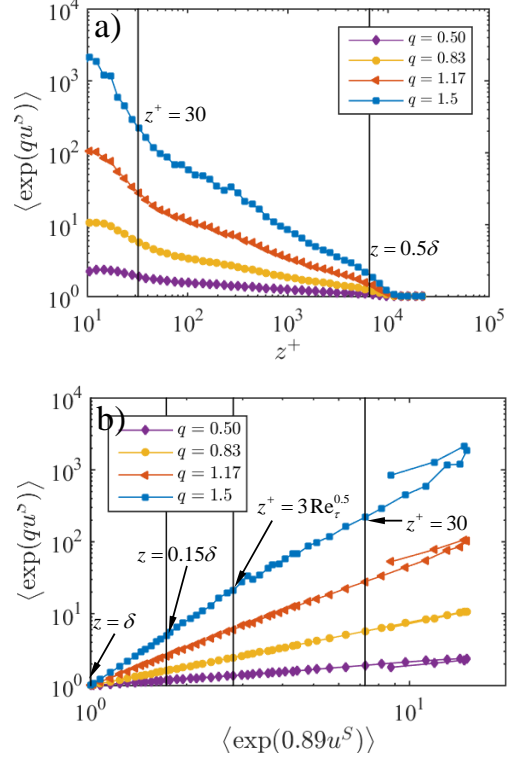 a)
10^4
10^3
10^2
10^1
10^0
⟨exp(qu^S)⟩
q = 0.50
q = 0.83
q = 1.17
q = 1.5
z^+ = 30
z = 0.5δ
10^1
10^2
10^3
10^4
10^5
z^+
b)
10^4
10^3
10^2
10^1
10^0
⟨exp(qu^S)⟩
q = 0.50
q = 0.83
q = 1.17
q = 1.5
z^+ = 3Re_τ^0.5
z^+ = 30
z = 0.15δ
z = δ
10^0
10^1
⟨exp(0.89u^S)⟩